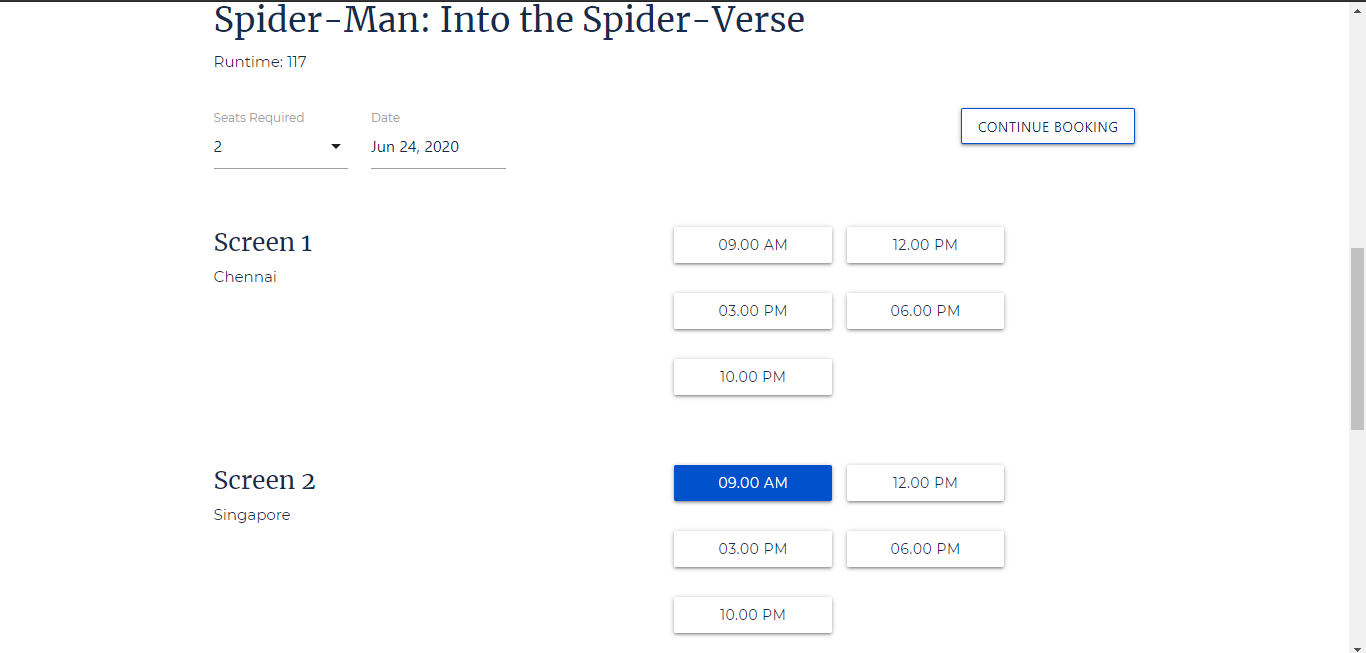 Spider-Man: Into the Spider-Verse
Runtime: 117
Seats Required Date
2 Jun 24, 2020
CONTINUE BOOKING
Screen 1
Chennai
09.00 AM 12.00 PM
03.00 PM 06.00 PM
10.00 PM
Screen 2
Singapore
09.00 AM 12.00 PM
03.00 PM 06.00 PM
10.00 PM